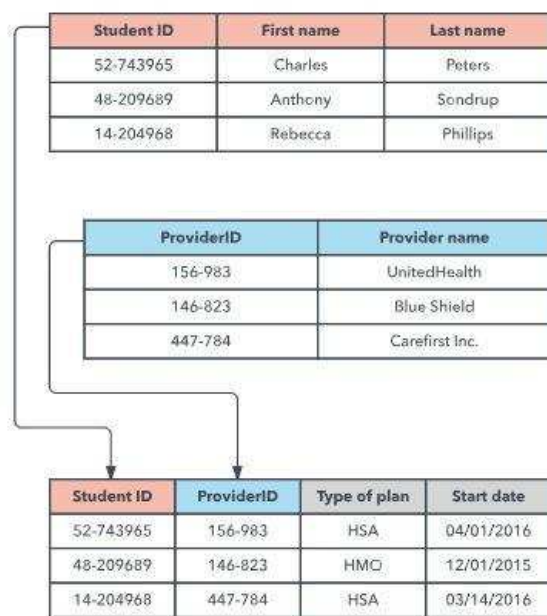 Student ID First name Last name
52-743965 Charles Peters
48-209689 Anthony Sondrup
14-204968 Rebecca Phillips
ProviderID Provider name
156-983 UnitedHealth
146-823 Blue Shield
447-784 Carefirst Inc.
Student ID ProviderID Type of plan Start date
52-743965 156-983 HSA 04/01/2016
48-209689 146-823 HMO 12/01/2015
14-204968 447-784 HSA 03/14/2016